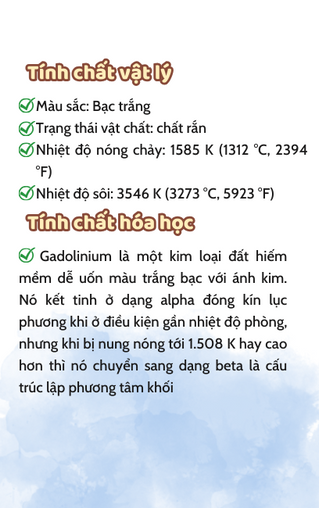 Tính chất vật lý
Màu sắc: Bạc trắng
Trạng thái vật chất: chất rắn
Nhiệt độ nóng chảy: 1585 K (1312 °C, 2394
°F)
Nhiệt độ sôi: 3546 K (3273 °C, 5923 °F)
Tính chất hóa học
Gadolinium là một kim loại đất hiếm
mềm dễ uốn màu trắng bạc với ánh kim.
Nó kết tinh ở dạng alpha đóng kín lục
phương khi ở điều kiện gần nhiệt độ phòng,
nhưng khi bị nung nóng tới 1.508 K hay cao
hơn thì nó chuyển sang dạng beta là cấu
trúc lập phương tâm khối